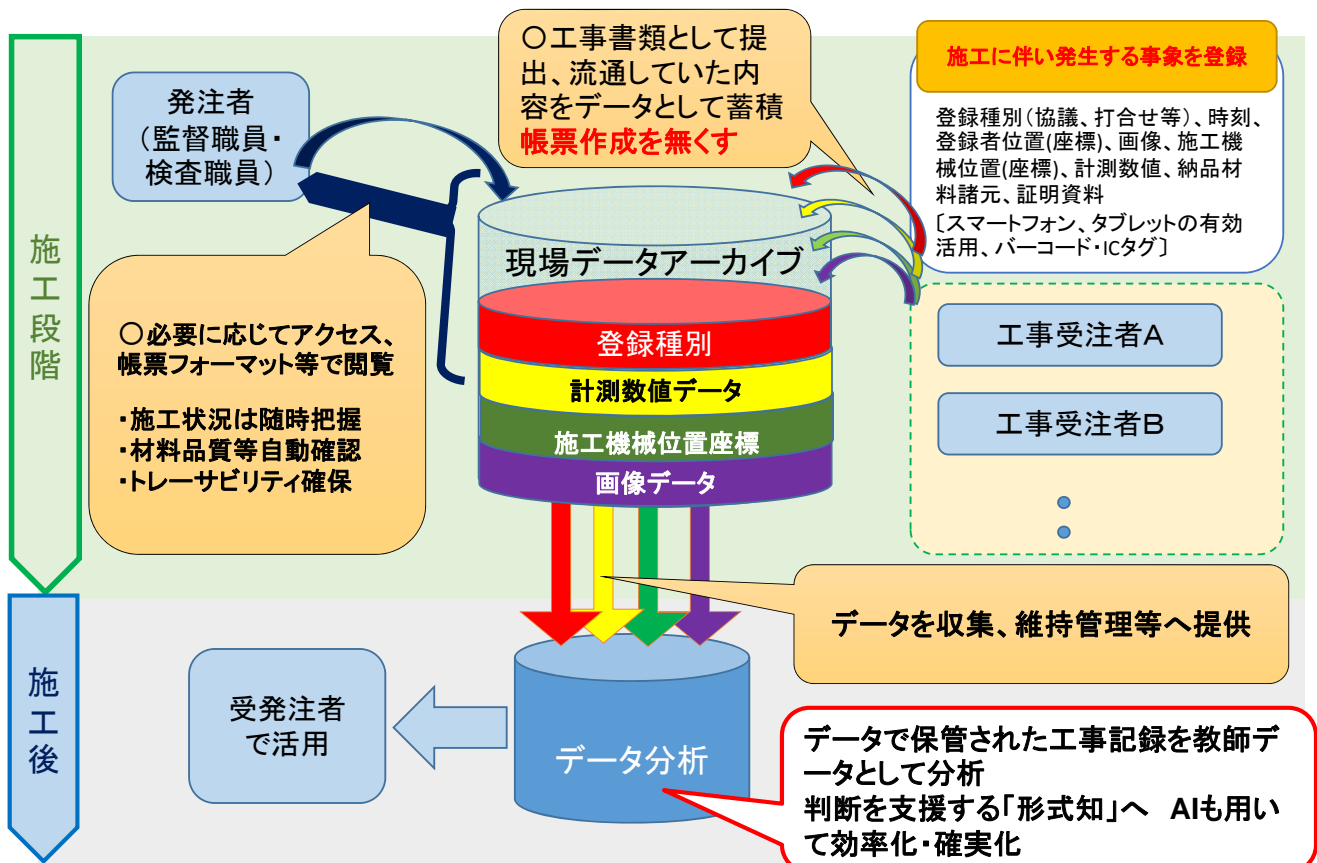 施工段階
発注者
(監督職員・
検査職員)
〇工事書類として提
出、流通していた内
容をデータとして蓄積
帳票作成を無くす
施工に伴い発生する事象を登録
登録種別(協議、打合せ等)、時刻、
登録者位置(座標)、画像、施工機
械位置(座標)、計測数値、納品材
料諸元、証明資料
〔スマートフォン、タブレットの有効
活用、バーコード・ICタグ〕
〇必要に応じてアクセス、
帳票フォーマット等で閲覧
・施工状況は随時把握
・材料品質等自動確認
・トレーサビリティ確保
現場データアーカイブ
登録種別
計測数値データ
施工機械位置座標
画像データ
工事受注者A
工事受注者B
データを収集、維持管理等へ提供
施工後
受発注者
で活用
データ分析
データで保管された工事記録を教師デ
ータとして分析
判断を支援する「形式知」へ　AIも用い
て効率化・確実化